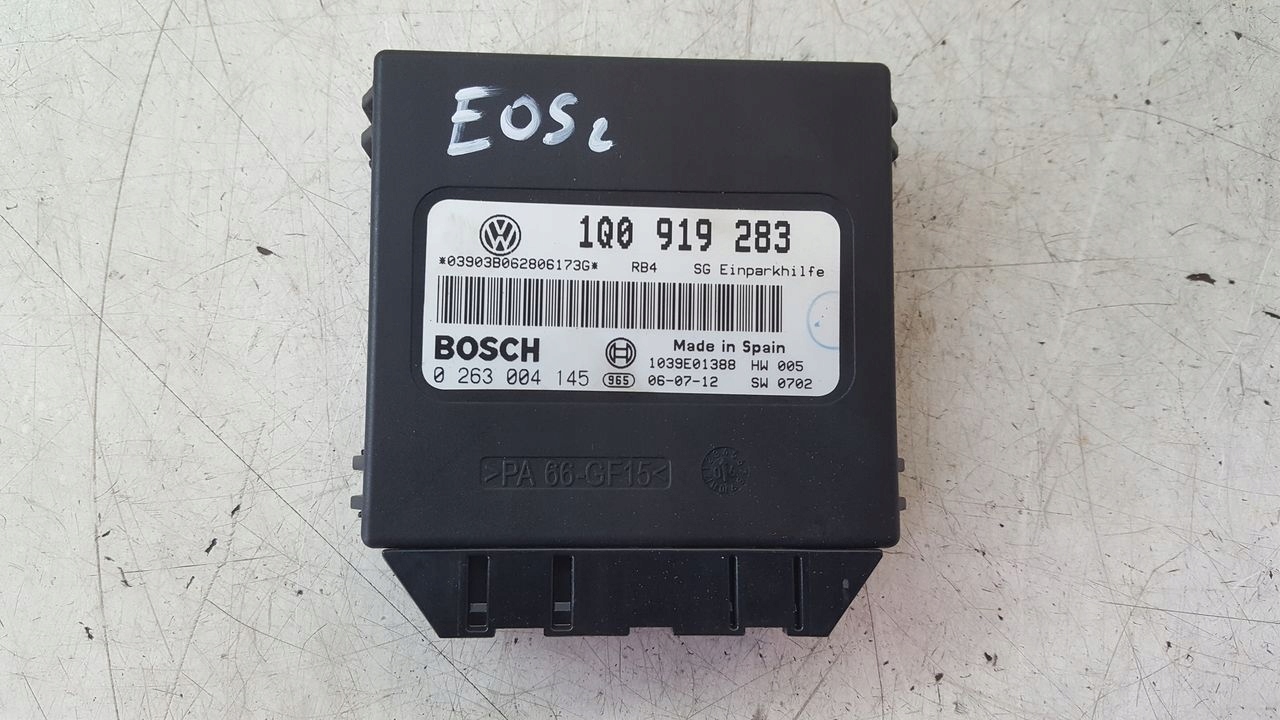 EOS
1Q0 919 283
*03903B062806173G* RB4 SG Einparkhilfe
BOSCH
Made in Spain
1039E01388 HW 005
0 263 004 145 965 06-07-12 SW 0702
>PA 66-GF15<